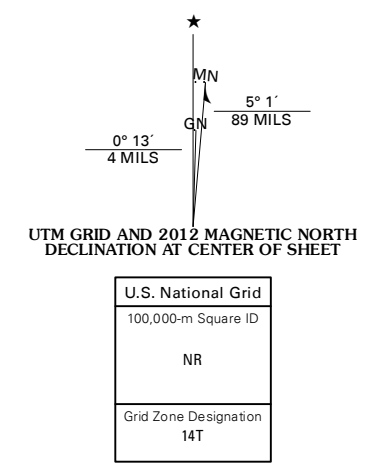 ★
MN
GN
5° 1´
89 MILS
0° 13´
4 MILS
UTM GRID AND 2012 MAGNETIC NORTH
DECLINATION AT CENTER OF SHEET
U.S. National Grid
100,000-m Square ID
NR
Grid Zone Designation
14T